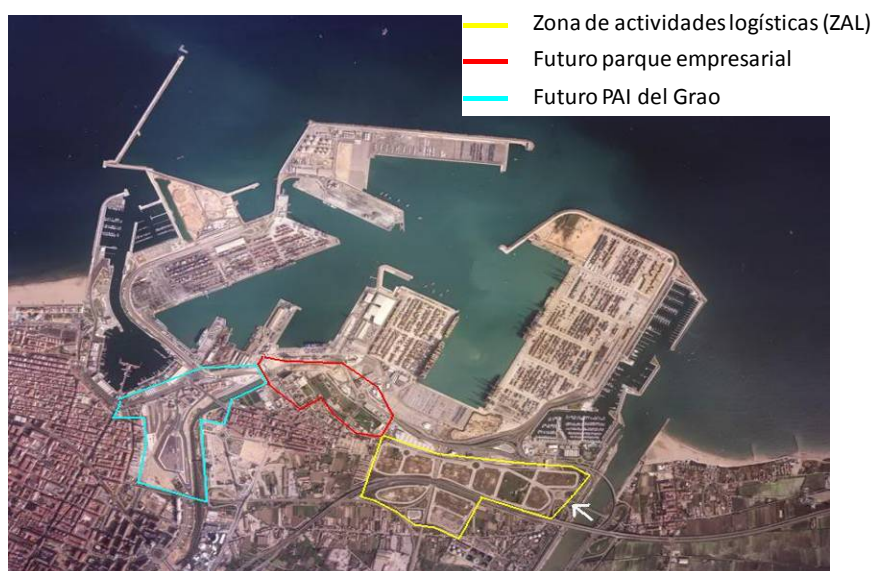 Zona de actividades logísticas (ZAL)
Futuro parque empresarial
Futuro PAI del Grao